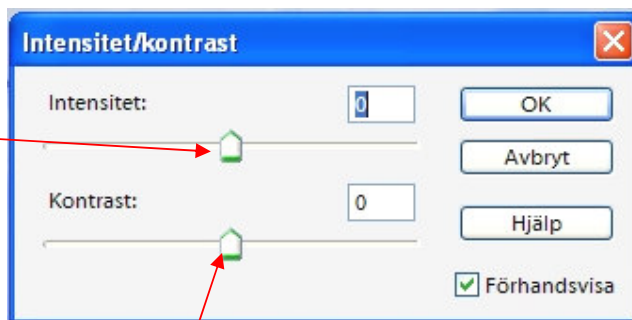 Intensitet/kontrast
Intensitet:
0
OK
Avbryt
Kontrast:
0
Hjälp
Förhandsvisa